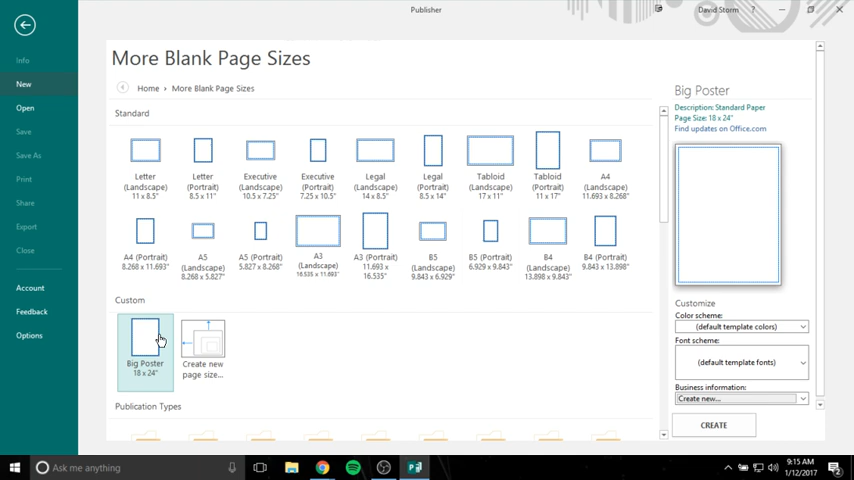 Publisher
David Storm ?
Info
New
Open
Save
Save As
Print
Share
Export
Close
Account
Feedback
Options
More Blank Page Sizes
Home › More Blank Page Sizes
Standard
Letter (Landscape) 11 x 8.5"
Letter (Portrait) 8.5 x 11"
Executive (Landscape) 10.5 x 7.25"
Executive (Portrait) 7.25 x 10.5"
Legal (Landscape) 14 x 8.5"
Legal (Portrait) 8.5 x 14"
Tabloid (Landscape) 17 x 11"
Tabloid (Portrait) 11 x 17"
A4 (Landscape) 11.693 x 8.268"
A4 (Portrait) 8.268 x 11.693"
A5 (Landscape) 8.268 x 5.827"
A5 (Portrait) 5.827 x 8.268"
A3 (Landscape) 16.535 x 11.693"
A3 (Portrait) 11.693 x 16.535"
B5 (Landscape) 9.843 x 6.929"
B5 (Portrait) 6.929 x 9.843"
B4 (Landscape) 13.898 x 9.843"
B4 (Portrait) 9.843 x 13.898"
Custom
Big Poster 18 x 24"
Create new page size...
Publication Types
Big Poster
Description: Standard Paper
Page Size: 18 x 24"
Find updates on Office.com
Customize
Color scheme:
(default template colors)
Font scheme:
(default template fonts)
Business information:
Create new...
CREATE
Ask me anything
9:15 AM
1/12/2017
2